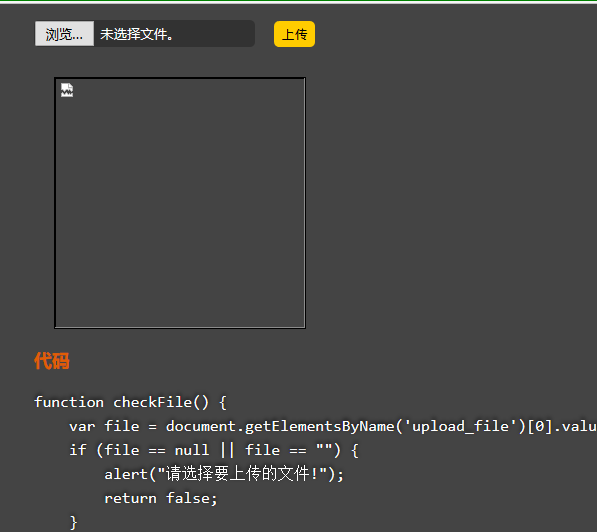 浏览... 未选择文件。 上传
代码
function checkFile() {
    var file = document.getElementsByName('upload_file')[0].valu
    if (file == null || file == "") {
        alert("请选择要上传的文件!");
        return false;
    }